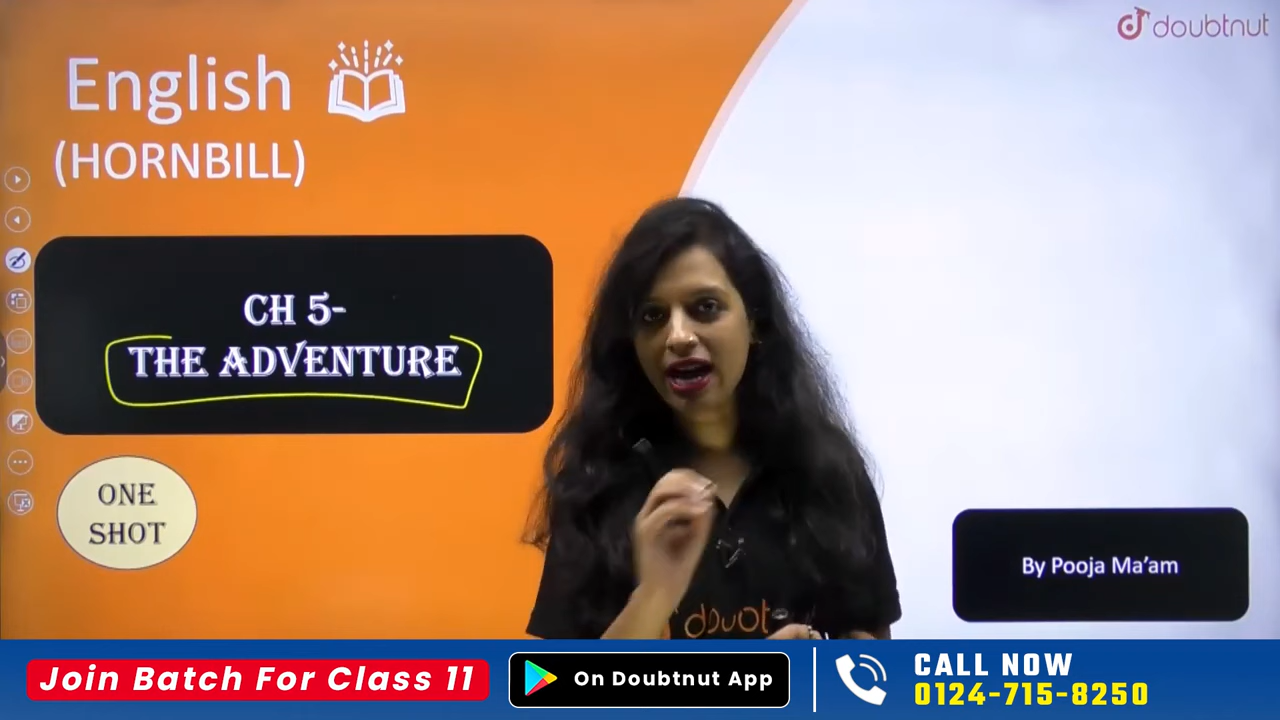 English
(HORNBILL)
doubtnut
CH 5-
THE ADVENTURE
ONE
SHOT
By Pooja Ma'am
doubt
Join Batch For Class 11
On Doubtnut App
CALL NOW
0124-715-8250